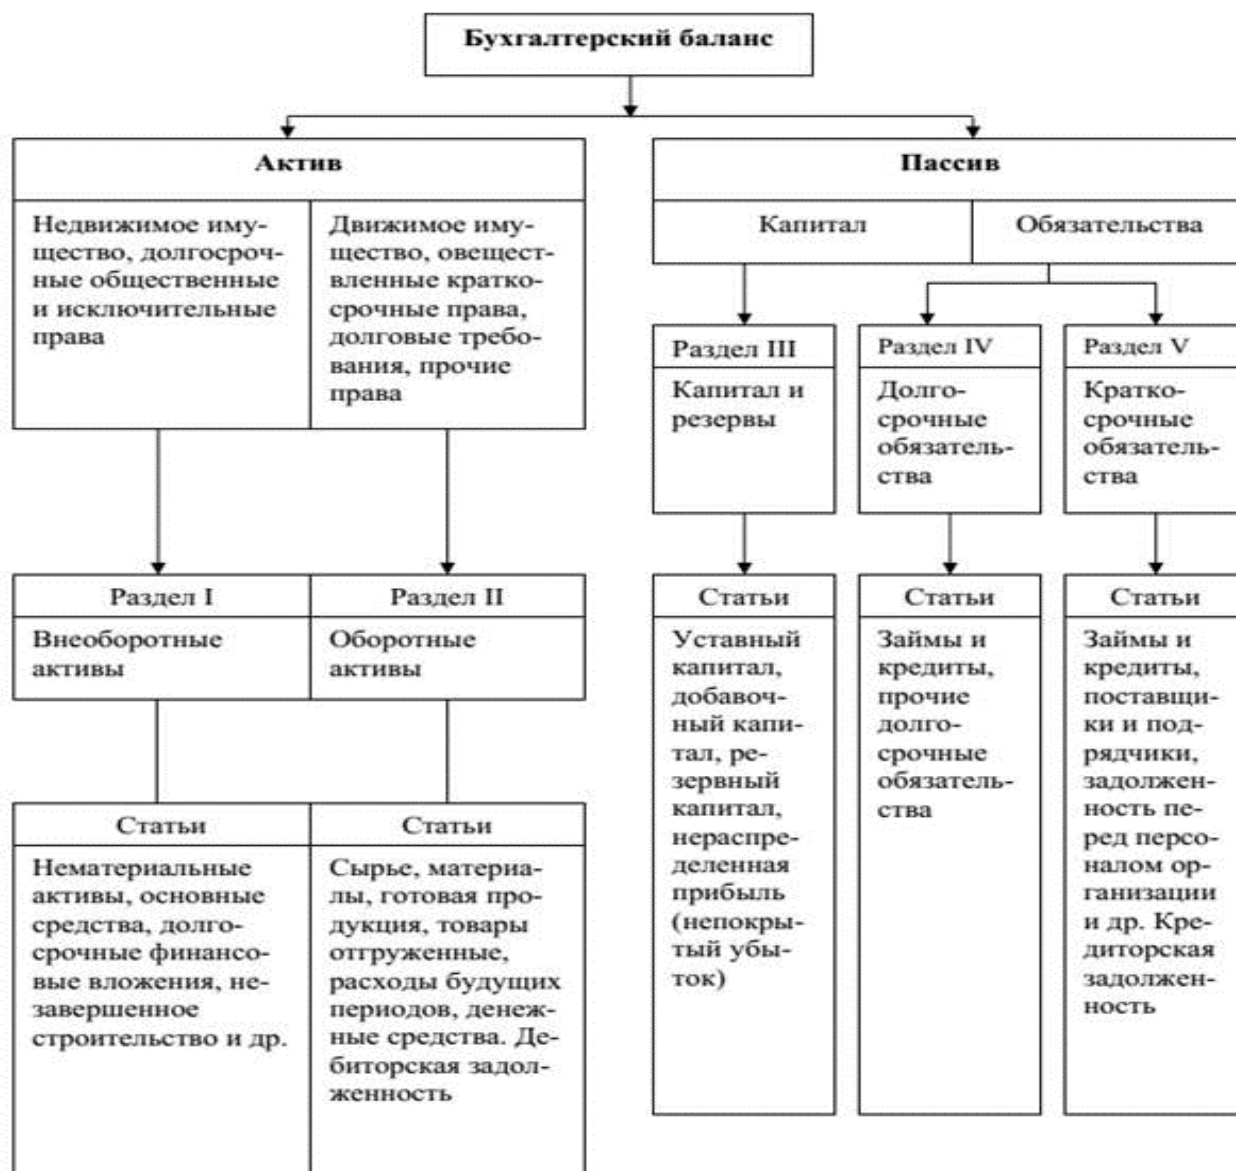 Бухгалтерский баланс
Актив
Недвижимое иму-
щество, долгосроч-
ные общественные
и исключительные
права
Движимое иму-
щество, овещест-
вленные кратко-
срочные права,
долговые требо-
вания, прочие
права
Раздел I
Внеоборотные
активы
Раздел II
Оборотные
активы
Статьи
Нематериальные
активы, основные
средства, долго-
срочные финансо-
вые вложения, не-
завершенное
строительство и др.
Статьи
Сырье, материа-
лы, готовая про-
дукция, товары
отгруженные,
расходы будущих
периодов, денеж-
ные средства. Де-
биторская задол-
женность
Пассив
Капитал
Обязательства
Раздел III
Капитал и
резервы
Раздел IV
Долго-
срочные
обязатель-
ства
Раздел V
Кратко-
срочные
обязатель-
ства
Статьи
Уставный
капитал,
добавоч-
ный капи-
тал, ре-
зервный
капитал,
нераспре-
деленная
прибыль
(непокры-
тый убы-
ток)
Статьи
Займы и
кредиты,
прочие
долго-
срочные
обязатель-
ства
Статьи
Займы и
кредиты,
поставщи-
ки и под-
рядчики,
задолжен-
ность пе-
ред персо-
налом ор-
ганизации
и др. Кре-
диторская
задолжен-
ность